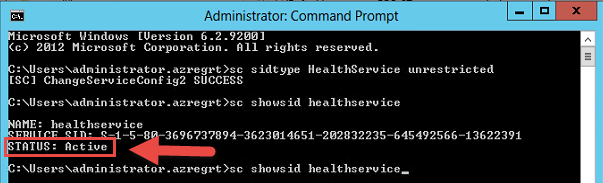 Administrator: Command Prompt
Microsoft Windows [Version 6.2.9200]
(c) 2012 Microsoft Corporation. All rights reserved.
C:\Users\administrator.azregrt>sc sidtype HealthService unrestricted
[SC] ChangeServiceConfig2 SUCCESS
C:\Users\administrator.azregrt>sc showsid healthservice
NAME: healthservice
SERVICE SID: S-1-5-80-3696737894-3623014651-202832235-645492566-13622391
STATUS: Active
C:\Users\administrator.azregrt>sc showsid healthservice_